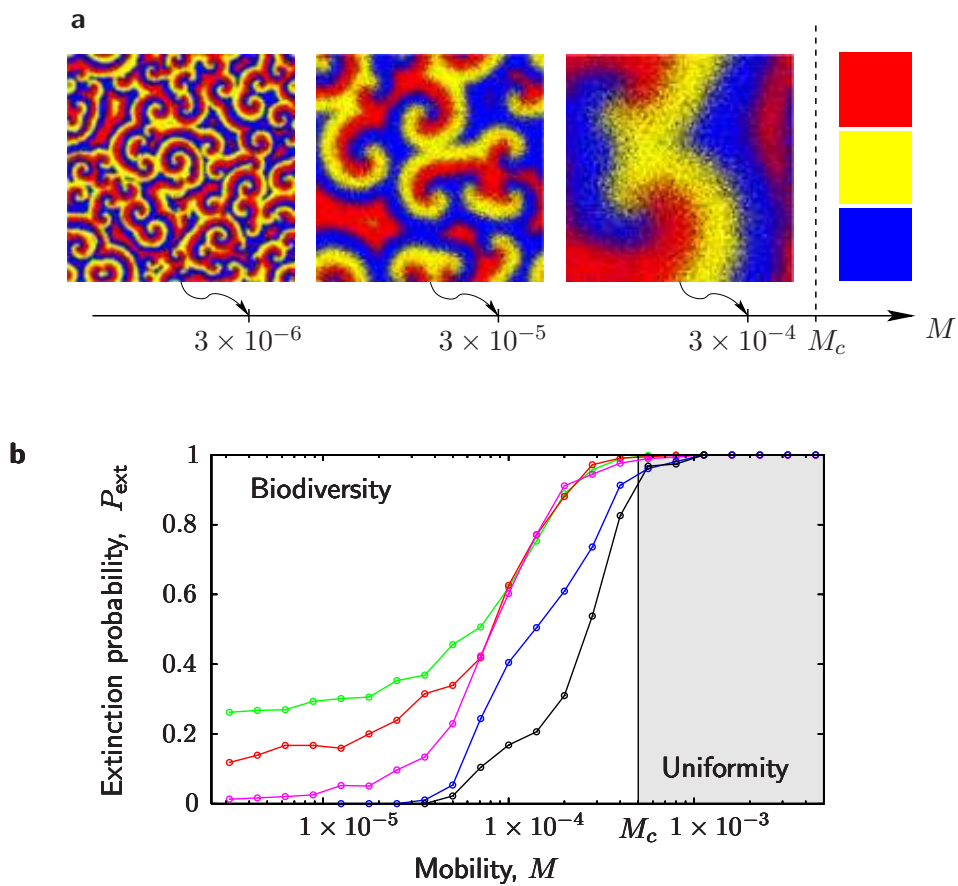 a
3 × 10⁻⁶ 3 × 10⁻⁵ 3 × 10⁻⁴ M_c M
b
Extinction probability, P_ext
1
0.8
0.6
0.4
0.2
0
Biodiversity
Uniformity
1 × 10⁻⁵ 1 × 10⁻⁴ M_c 1 × 10⁻³
Mobility, M